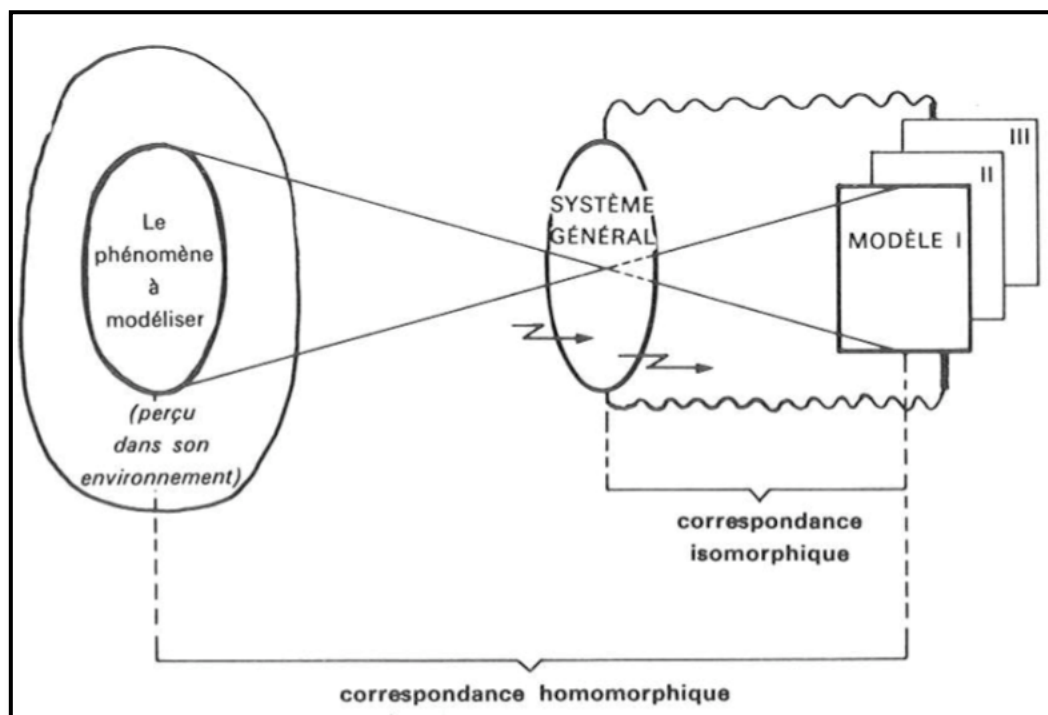 Le
phénomène
à
modéliser
(perçu
dans son
environnement)
SYSTÈME
GÉNÉRAL
MODÈLE I
II
III
correspondance
isomorphique
correspondance homomorphique